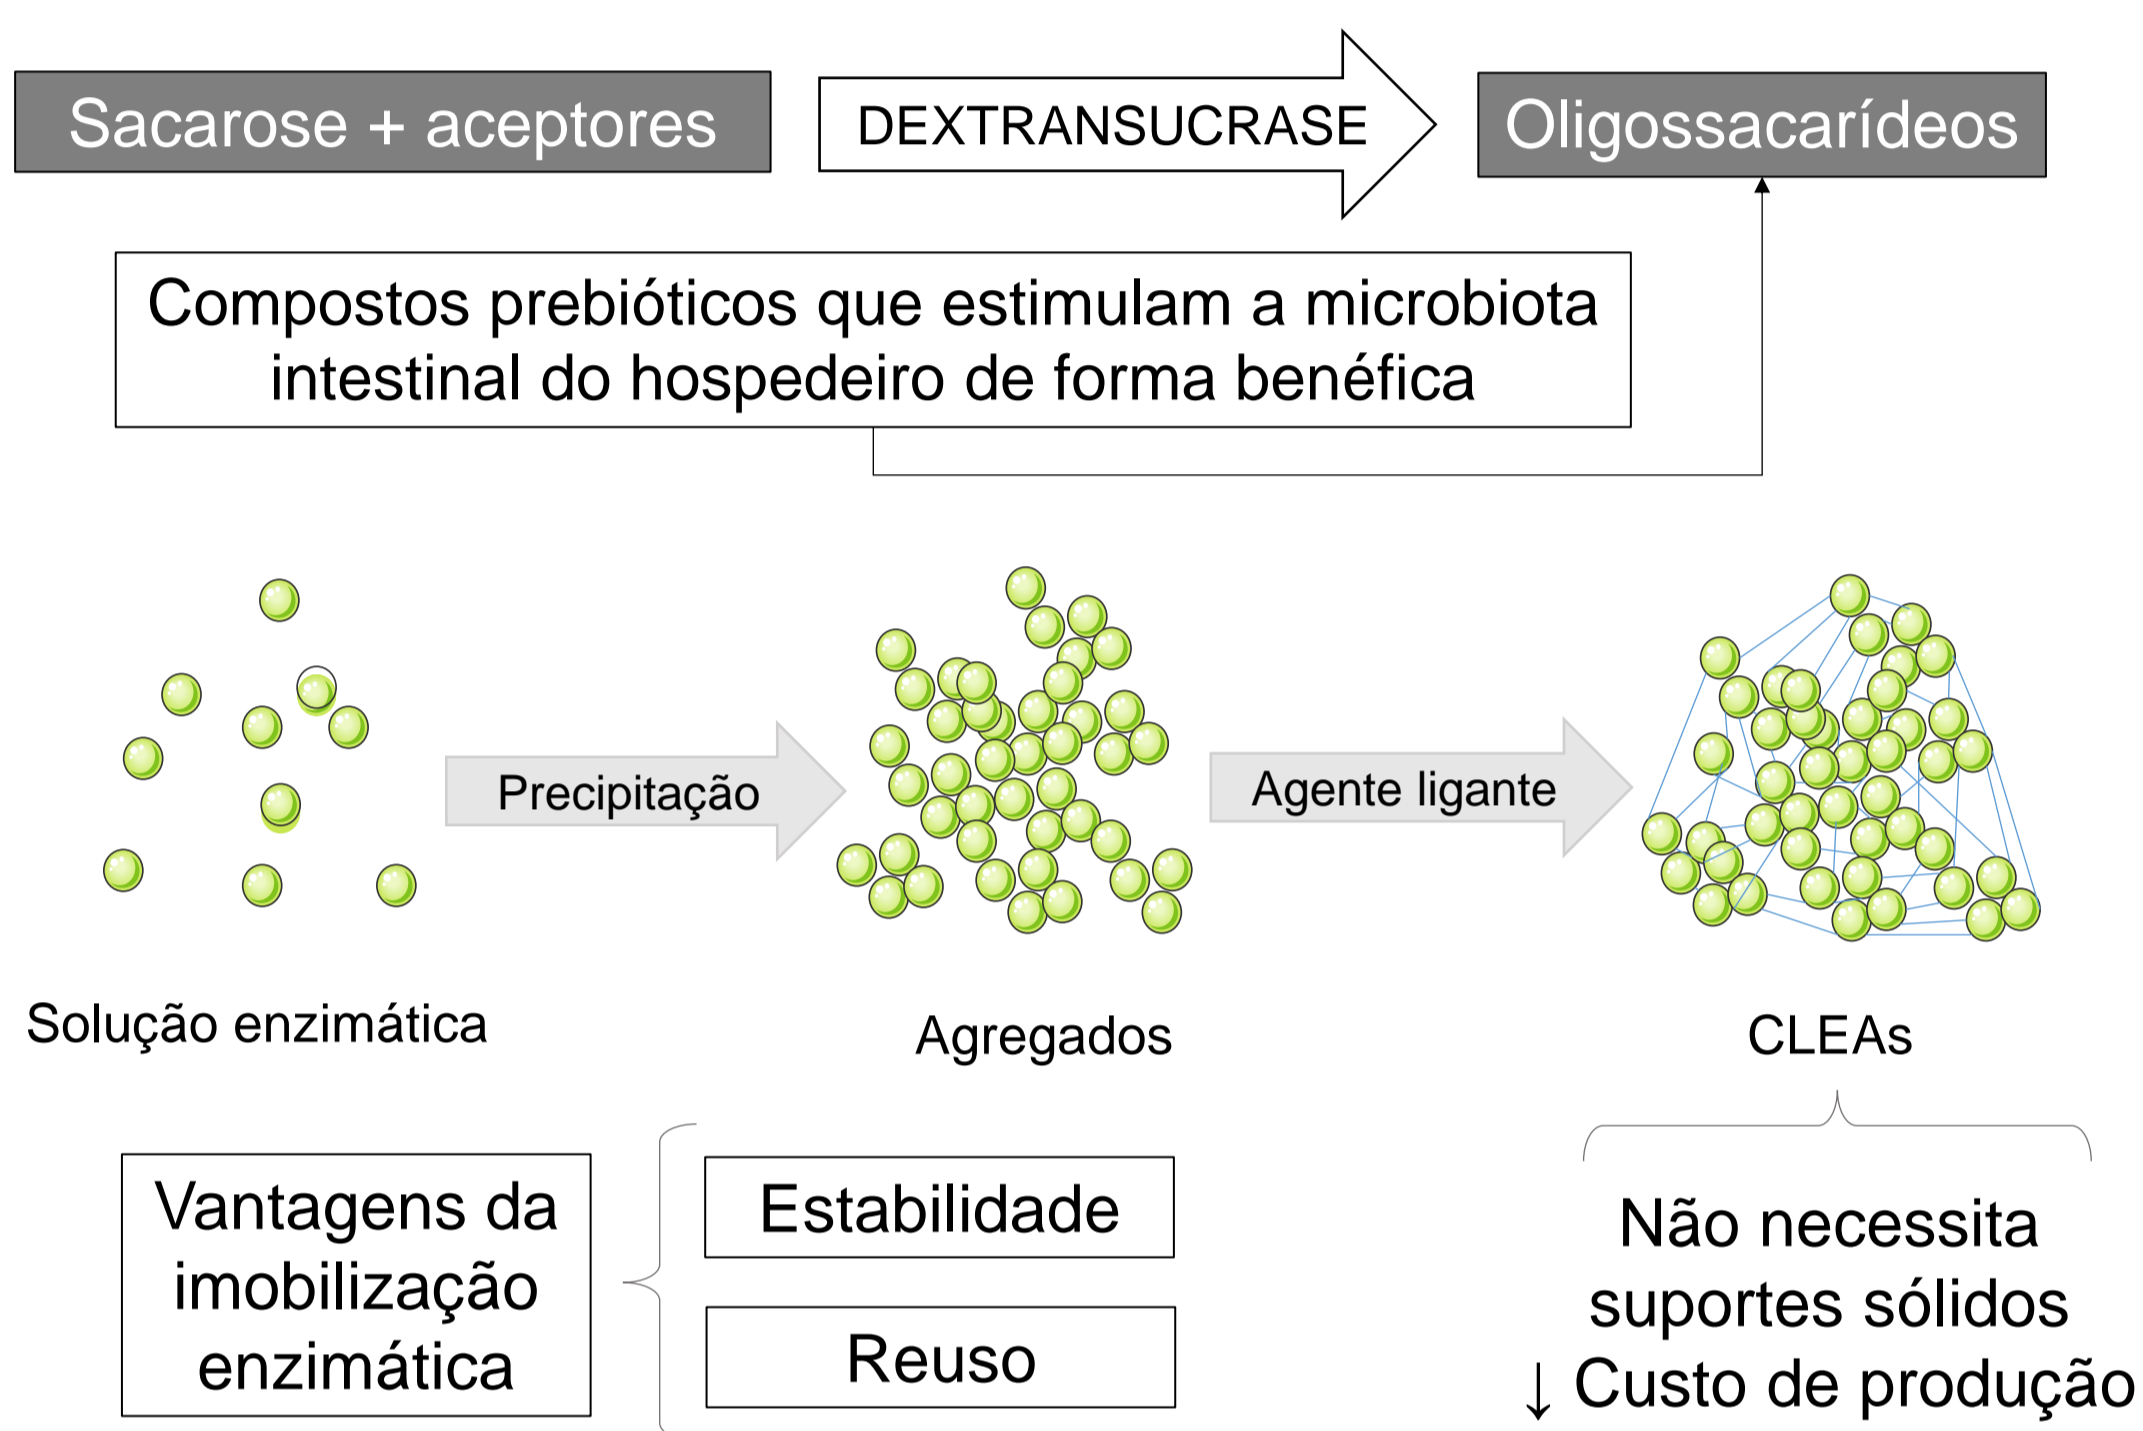 Sacarose + aceptores
DEXTRANSUCRASE
Oligossacarídeos
Compostos prebióticos que estimulam a microbiota
intestinal do hospedeiro de forma benéfica
Precipitação
Agente ligante
Solução enzimática
Agregados
CLEAs
Vantagens da
imobilização
enzimática
Estabilidade
Reuso
Não necessita
suportes sólidos
↓ Custo de produção